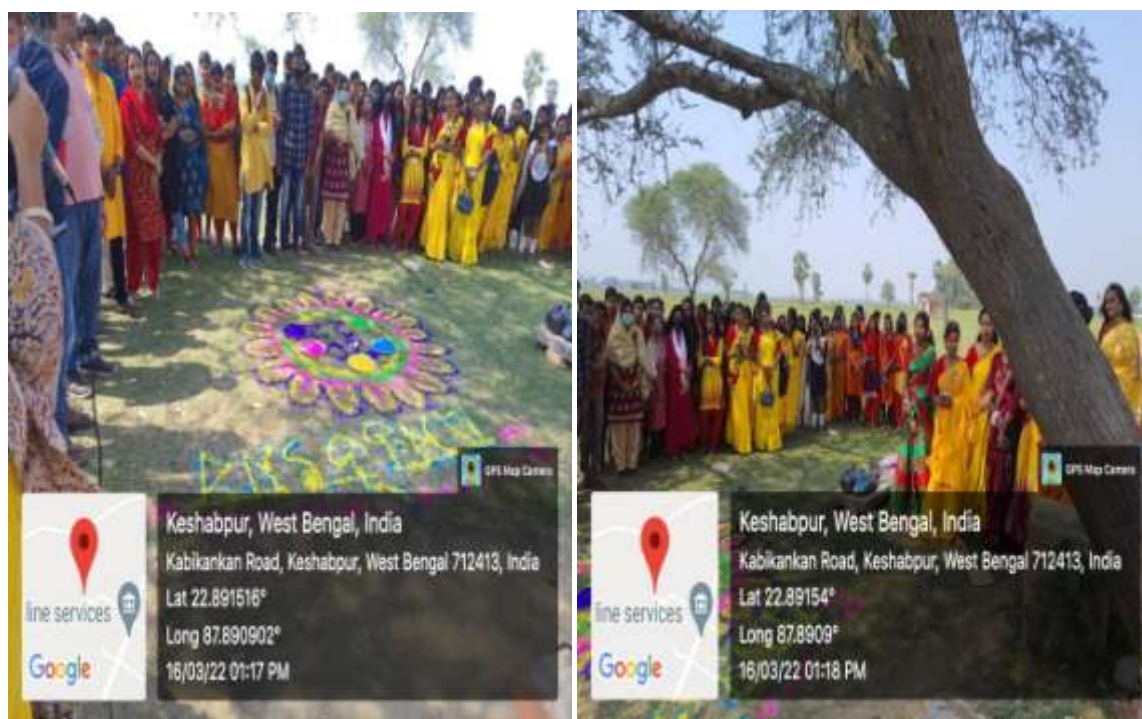 GPS Map Camera
Keshabpur, West Bengal, India
Kabikankan Road, Keshabpur, West Bengal 712413, India
Lat 22.891516°
Long 87.890902°
16/03/22 01:17 PM
line services
Google
GPS Map Camera
Keshabpur, West Bengal, India
Kabikankan Road, Keshabpur, West Bengal 712413, India
Lat 22.89154°
Long 87.8909°
16/03/22 01:18 PM
line services
Google